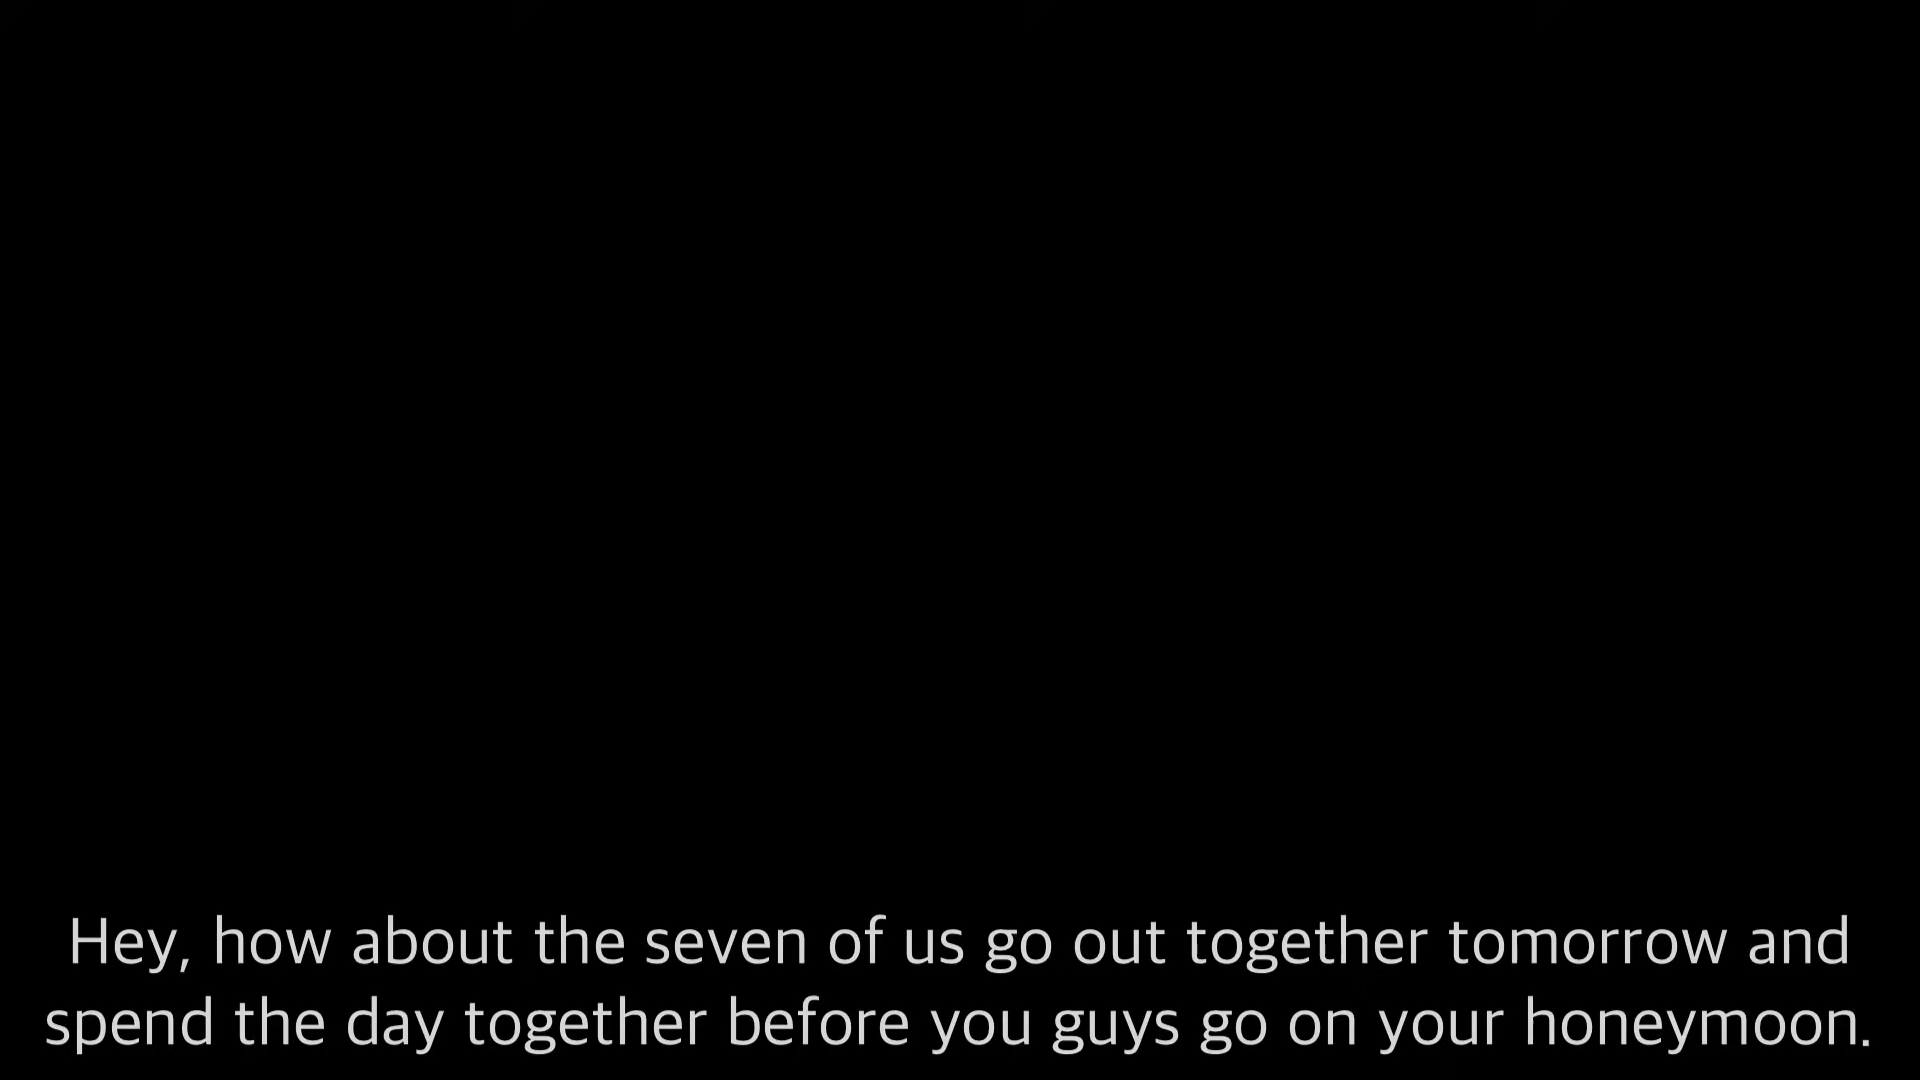 Hey, how about the seven of us go out together tomorrow and
spend the day together before you guys go on your honeymoon.